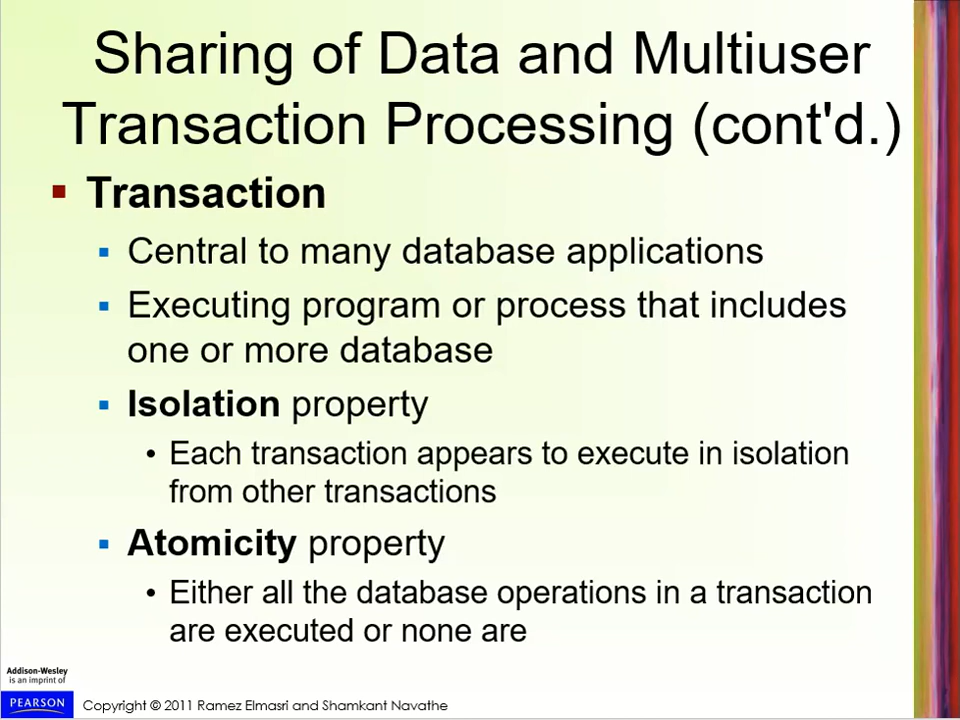 Sharing of Data and Multiuser
Transaction Processing (cont'd.)
Transaction
Central to many database applications
Executing program or process that includes
one or more database
Isolation property
Each transaction appears to execute in isolation
from other transactions
Atomicity property
Either all the database operations in a transaction
are executed or none are
Addison-Wesley
is an imprint of
PEARSON
Copyright © 2011 Ramez Elmasri and Shamkant Navathe